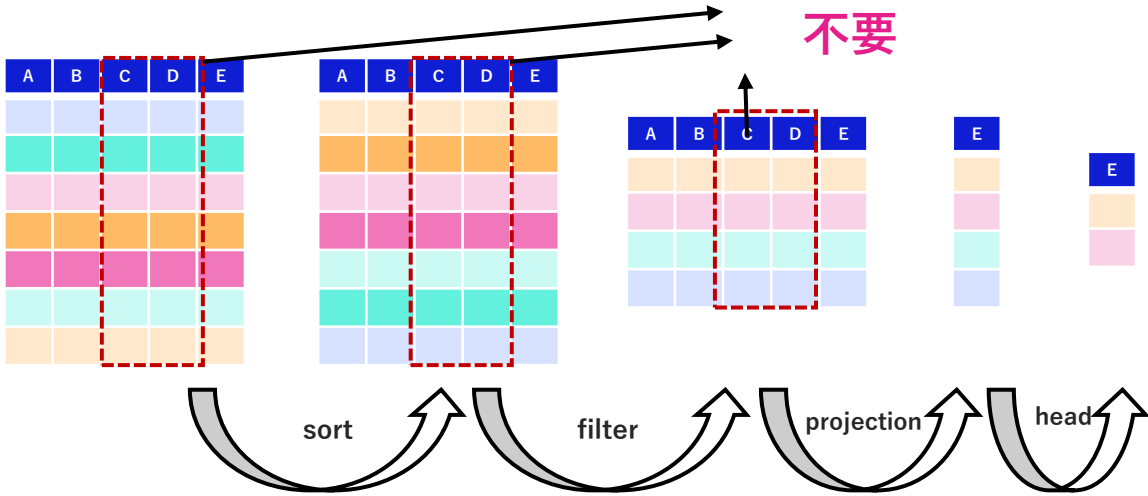 不要
A B C D E
A B C D E
A B C D E
E
E
sort
filter
projection
head